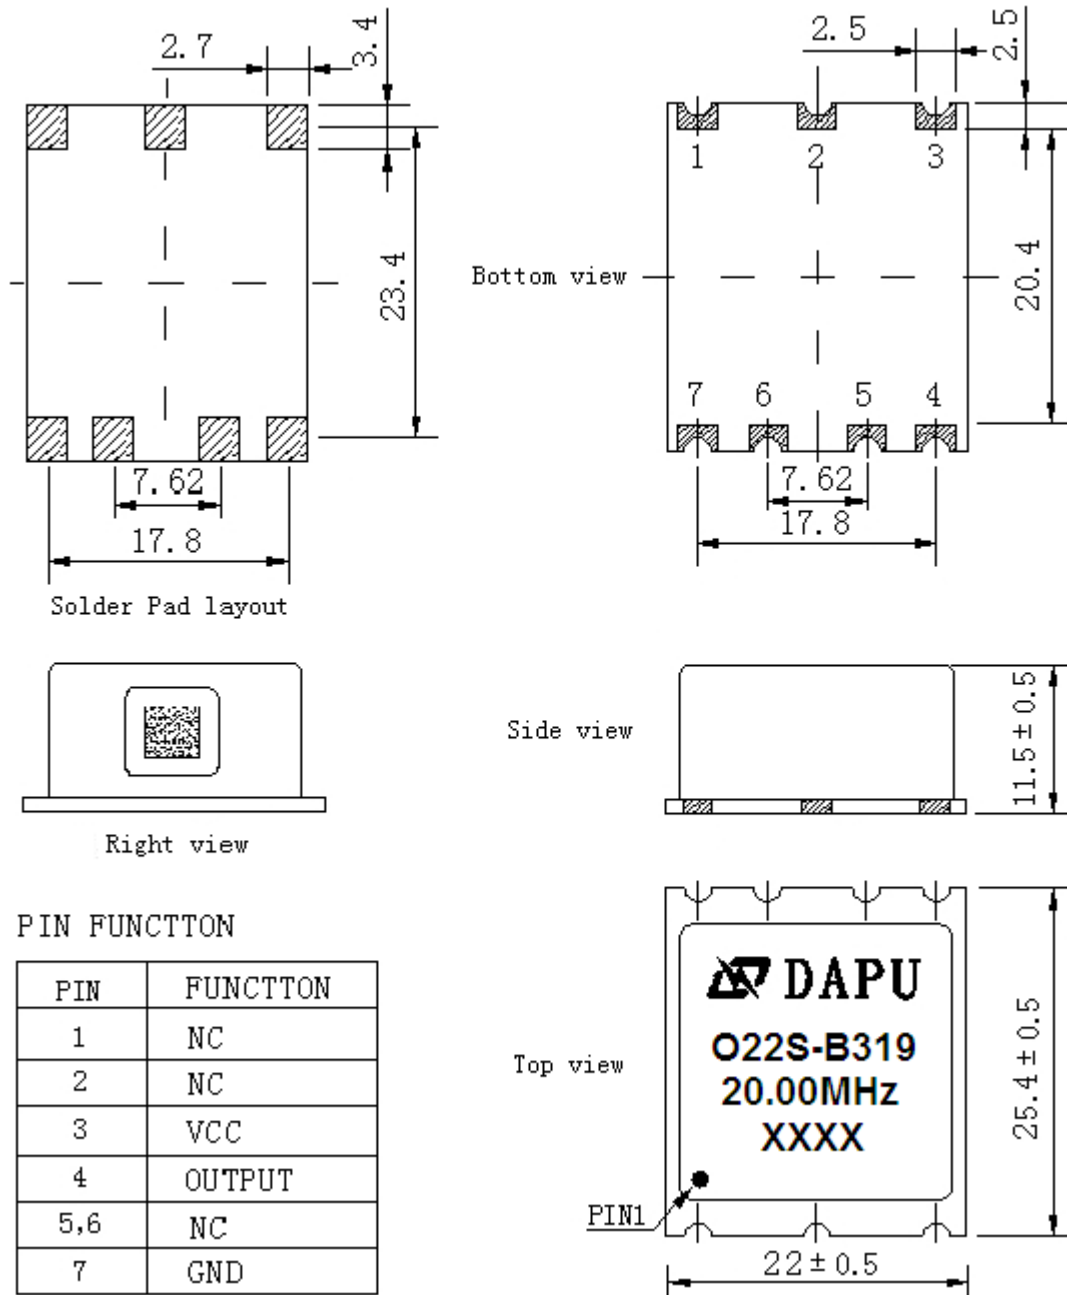 2.7
3.4
23.4
7.62
17.8
Solder Pad layout
2.5
2.5
1 2 3
Bottom view
20.4
7 6 5 4
7.62
17.8
Right view
Side view
11.5±0.5
PIN FUNCTTON
PIN FUNCTTON
1 NC
2 NC
3 VCC
4 OUTPUT
5,6 NC
7 GND
Top view
DAPU
O22S-B319
20.00MHz
XXXX
PIN1
25.4±0.5
22±0.5